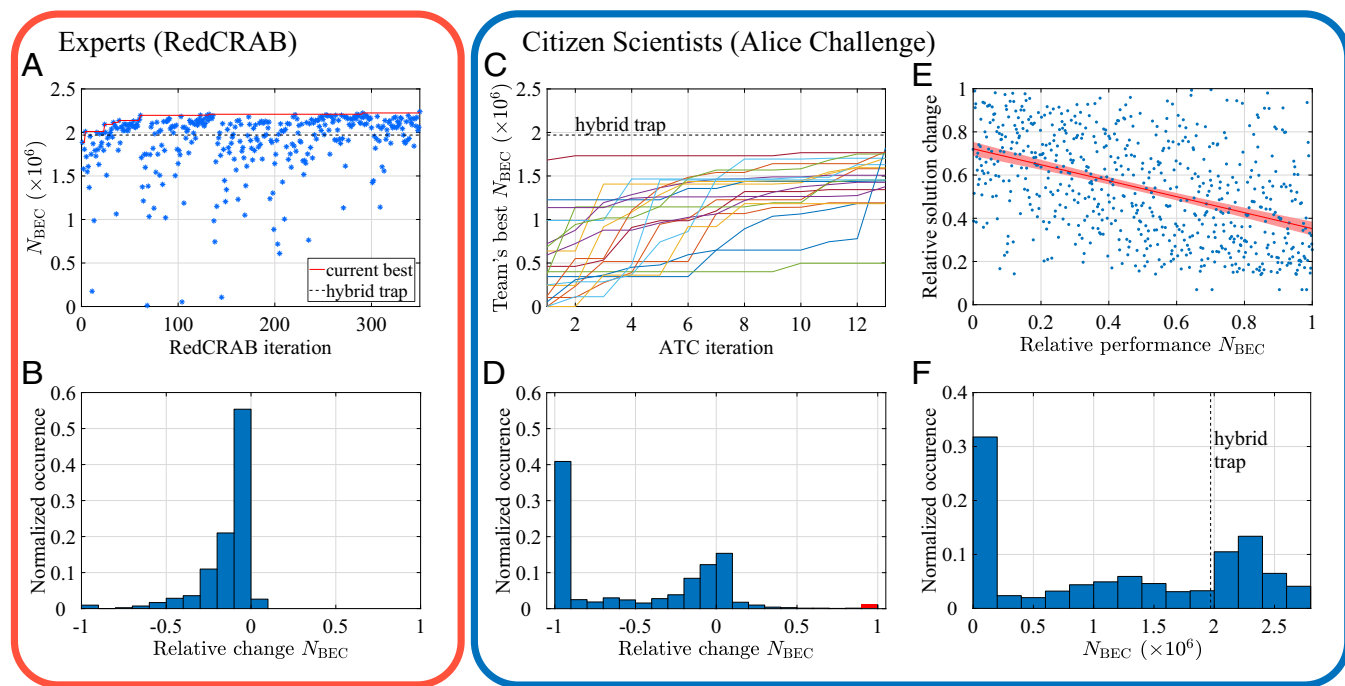 Experts (RedCRAB)
A
N_BEC (×10^6)
2.5
2
1.5
1
0.5
0
current best
hybrid trap
0
100
200
300
RedCRAB iteration
B
Normalized occurence
0.6
0.5
0.4
0.3
0.2
0.1
0
-1
-0.5
0
0.5
1
Relative change N_BEC
Citizen Scientists (Alice Challenge)
C
Team's best N_BEC (×10^6)
2.5
2
1.5
1
0.5
0
hybrid trap
2
4
6
8
10
12
ATC iteration
D
Normalized occurence
0.6
0.5
0.4
0.3
0.2
0.1
0
-1
-0.5
0
0.5
1
Relative change N_BEC
E
Relative solution change
1
0.8
0.6
0.4
0.2
0
0
0.2
0.4
0.6
0.8
1
Relative performance N_BEC
F
Normalized occurence
0.4
0.3
0.2
0.1
0
hybrid
trap
0
0.5
1
1.5
2
2.5
N_BEC (×10^6)